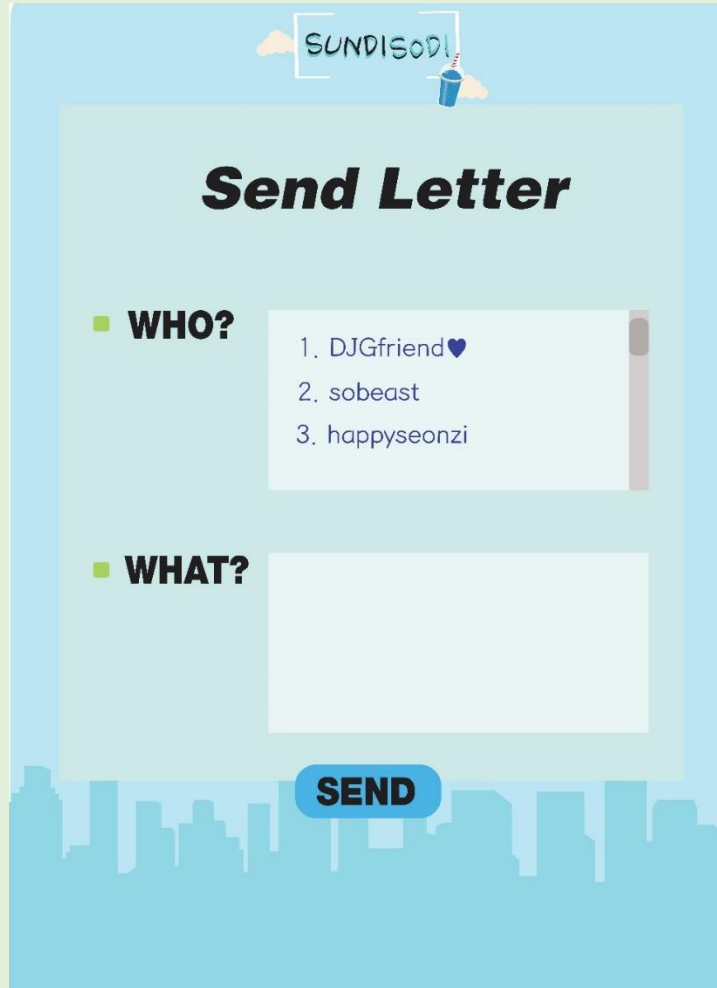 SUNDISODI
Send Letter
WHO?
1. DJGfriend♥
2. sobeast
3. happyseonzi
WHAT?
SEND